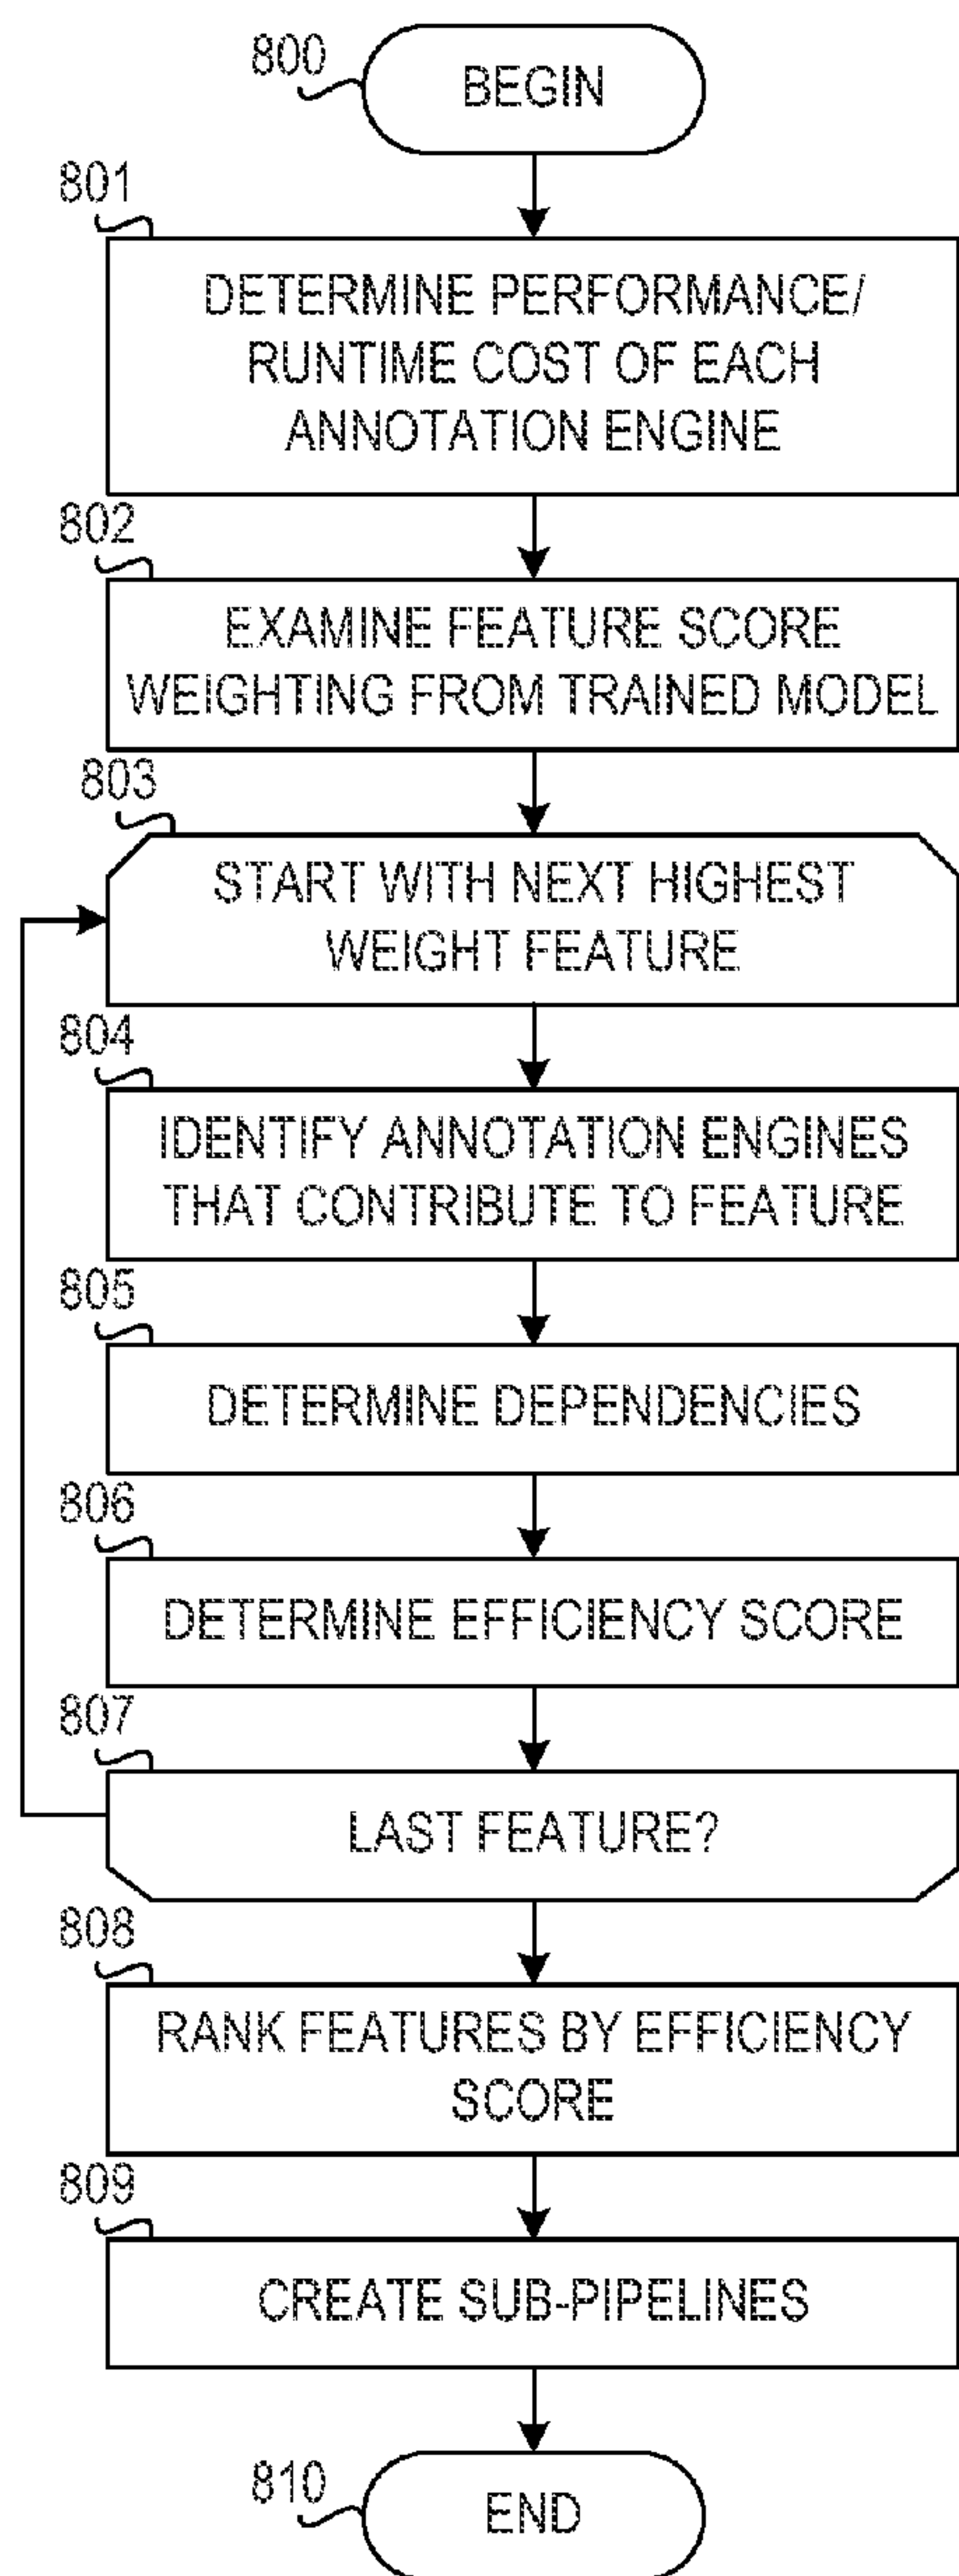 800
BEGIN
801
DETERMINE PERFORMANCE/
RUNTIME COST OF EACH
ANNOTATION ENGINE
802
EXAMINE FEATURE SCORE
WEIGHTING FROM TRAINED MODEL
803
START WITH NEXT HIGHEST
WEIGHT FEATURE
804
IDENTIFY ANNOTATION ENGINES
THAT CONTRIBUTE TO FEATURE
805
DETERMINE DEPENDENCIES
806
DETERMINE EFFICIENCY SCORE
807
LAST FEATURE?
808
RANK FEATURES BY EFFICIENCY
SCORE
809
CREATE SUB-PIPELINES
810
END